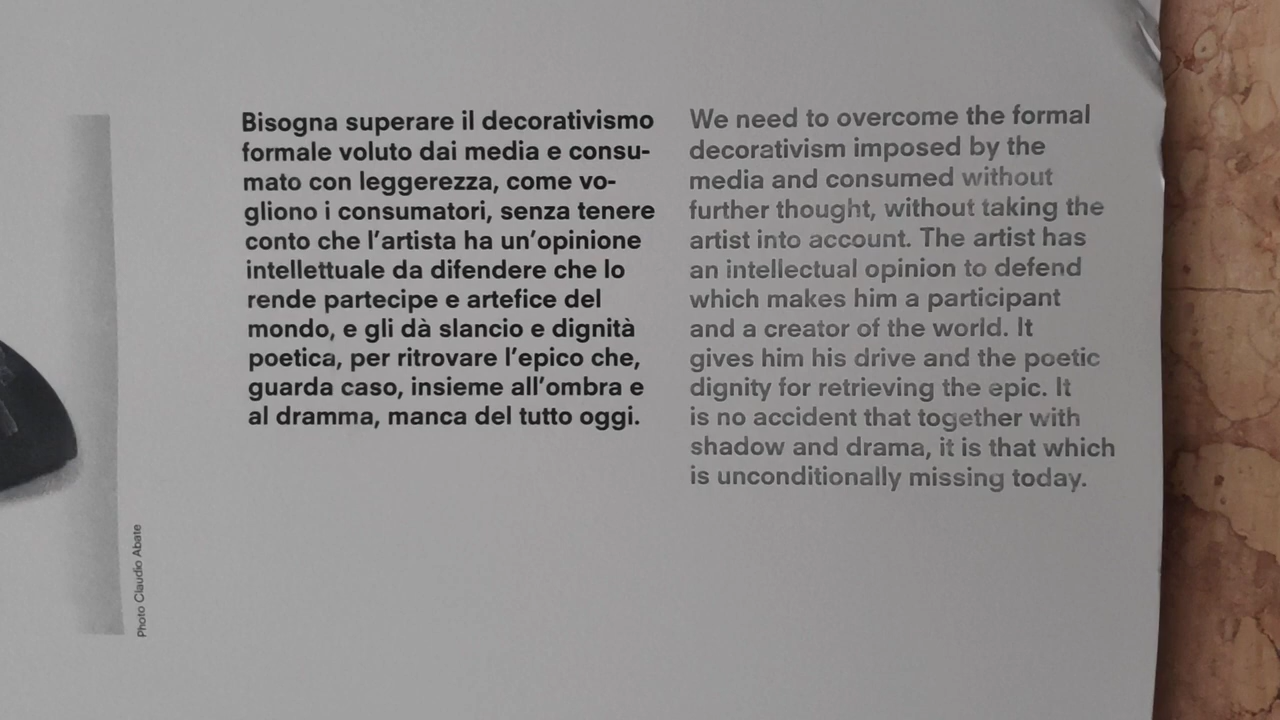 Bisogna superare il decorativismo
formale voluto dai media e consu-
mato con leggerezza, come vo-
gliono i consumatori, senza tenere
conto che l'artista ha un'opinione
intellettuale da difendere che lo
rende partecipe e artefice del
mondo, e gli dà slancio e dignità
poetica, per ritrovare l'epico che,
guarda caso, insieme all'ombra e
al dramma, manca del tutto oggi.
We need to overcome the formal
decorativism imposed by the
media and consumed without
further thought, without taking the
artist into account. The artist has
an intellectual opinion to defend
which makes him a participant
and a creator of the world. It
gives him his drive and the poetic
dignity for retrieving the epic. It
is no accident that together with
shadow and drama, it is that which
is unconditionally missing today.
Photo Claudio Abate